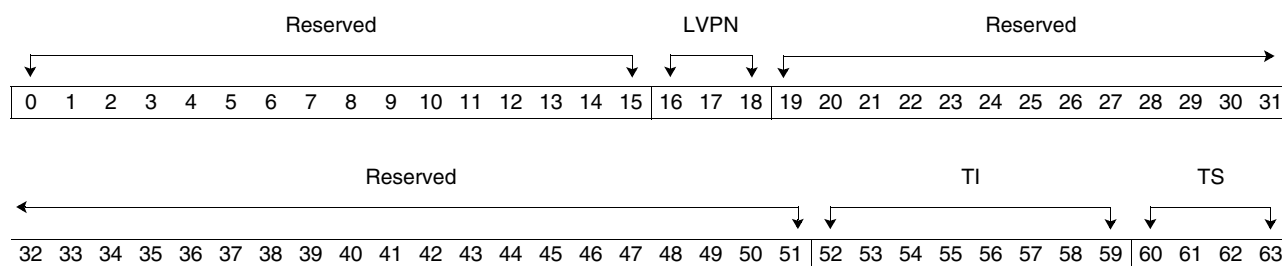 Reserved LVPN Reserved
0 1 2 3 4 5 6 7 8 9 10 11 12 13 14 15 16 17 18 19 20 21 22 23 24 25 26 27 28 29 30 31
Reserved TI TS
32 33 34 35 36 37 38 39 40 41 42 43 44 45 46 47 48 49 50 51 52 53 54 55 56 57 58 59 60 61 62 63